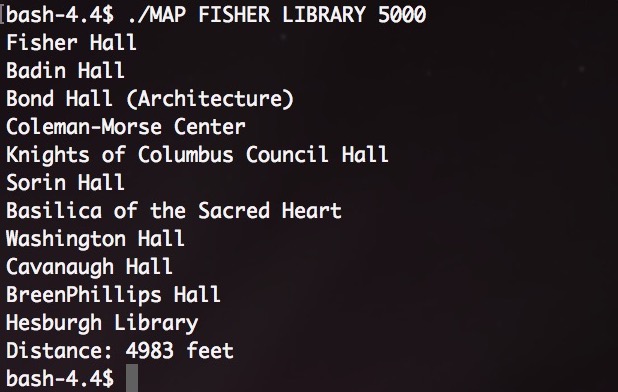 bash-4.4$ ./MAP FISHER LIBRARY 5000
Fisher Hall
Badin Hall
Bond Hall (Architecture)
Coleman-Morse Center
Knights of Columbus Council Hall
Sorin Hall
Basilica of the Sacred Heart
Washington Hall
Cavanaugh Hall
BreenPhillips Hall
Hesburgh Library
Distance: 4983 feet
bash-4.4$